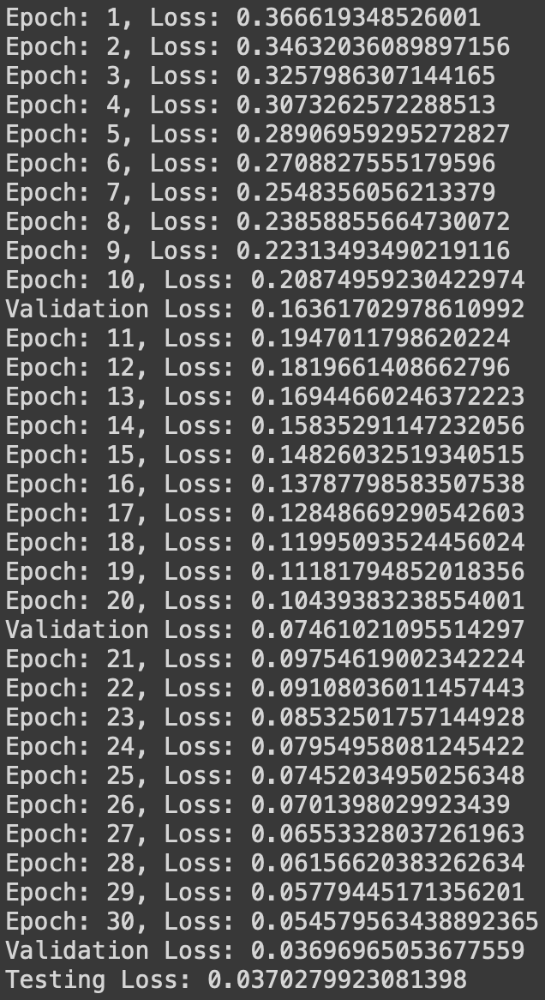 Epoch: 1, Loss: 0.366619348526001
Epoch: 2, Loss: 0.34632036089897156
Epoch: 3, Loss: 0.3257986307144165
Epoch: 4, Loss: 0.3073262572288513
Epoch: 5, Loss: 0.28906959295272827
Epoch: 6, Loss: 0.2708827555179596
Epoch: 7, Loss: 0.2548356056213379
Epoch: 8, Loss: 0.23858855664730072
Epoch: 9, Loss: 0.22313493490219116
Epoch: 10, Loss: 0.20874959230422974
Validation Loss: 0.16361702978610992
Epoch: 11, Loss: 0.1947011798620224
Epoch: 12, Loss: 0.1819661408662796
Epoch: 13, Loss: 0.16944660246372223
Epoch: 14, Loss: 0.15835291147232056
Epoch: 15, Loss: 0.14826032519340515
Epoch: 16, Loss: 0.13787798583507538
Epoch: 17, Loss: 0.12848669290542603
Epoch: 18, Loss: 0.11995093524456024
Epoch: 19, Loss: 0.11181794852018356
Epoch: 20, Loss: 0.10439383238554001
Validation Loss: 0.07461021095514297
Epoch: 21, Loss: 0.09754619002342224
Epoch: 22, Loss: 0.09108036011457443
Epoch: 23, Loss: 0.08532501757144928
Epoch: 24, Loss: 0.07954958081245422
Epoch: 25, Loss: 0.07452034950256348
Epoch: 26, Loss: 0.0701398029923439
Epoch: 27, Loss: 0.06553328037261963
Epoch: 28, Loss: 0.06156620383262634
Epoch: 29, Loss: 0.05779445171356201
Epoch: 30, Loss: 0.054579563438892365
Validation Loss: 0.03696965053677559
Testing Loss: 0.0370279923081398